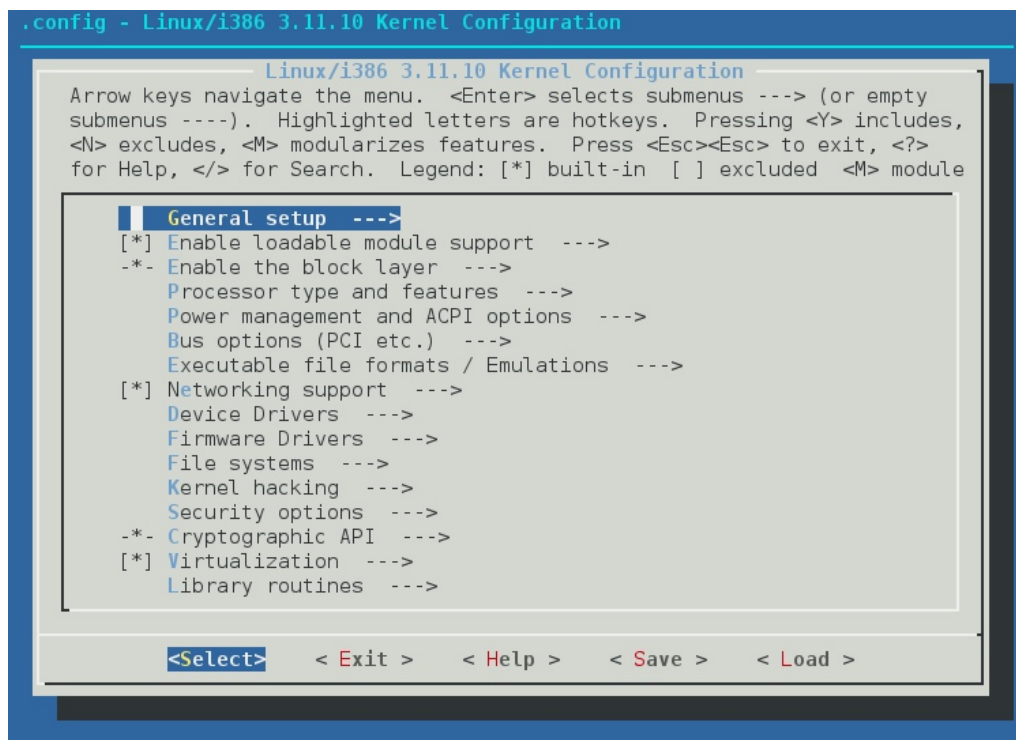 .config - Linux/i386 3.11.10 Kernel Configuration
Linux/i386 3.11.10 Kernel Configuration
Arrow keys navigate the menu.  <Enter> selects submenus ---> (or empty
submenus ----).  Highlighted letters are hotkeys.  Pressing <Y> includes,
<N> excludes, <M> modularizes features.  Press <Esc><Esc> to exit, <?>
for Help, </> for Search.  Legend: [*] built-in  [ ] excluded  <M> module
General setup  --->
[*] Enable loadable module support  --->
-*- Enable the block layer  --->
Processor type and features  --->
Power management and ACPI options  --->
Bus options (PCI etc.)  --->
Executable file formats / Emulations  --->
[*] Networking support  --->
Device Drivers  --->
Firmware Drivers  --->
File systems  --->
Kernel hacking  --->
Security options  --->
-*- Cryptographic API  --->
[*] Virtualization  --->
Library routines  --->
<Select>    < Exit >    < Help >    < Save >    < Load >